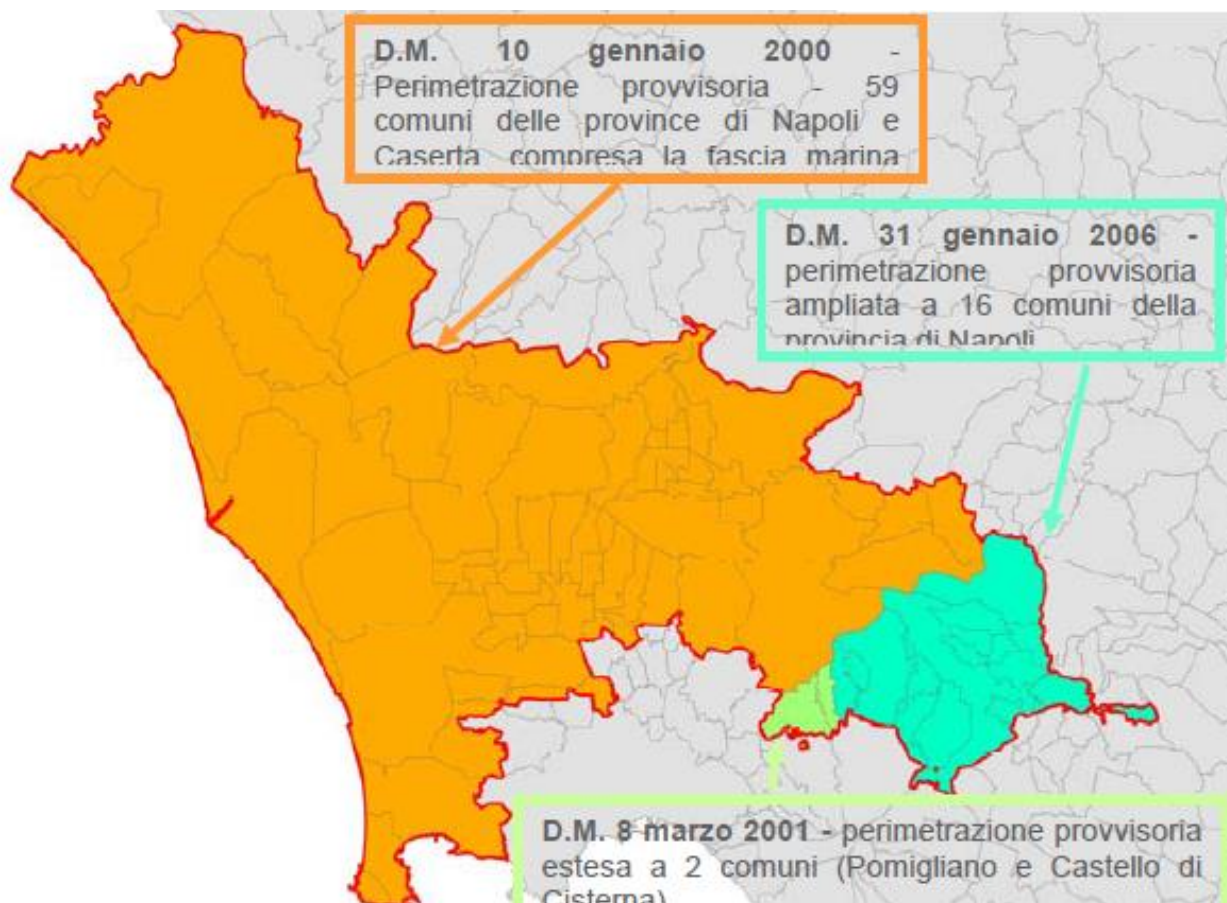 D.M. 10 gennaio 2000 -
Perimetrazione provvisoria - 59
comuni delle province di Napoli e
Caserta compresa la fascia marina
D.M. 31 gennaio 2006 -
perimetrazione provvisoria
ampliata a 16 comuni della
provincia di Napoli
D.M. 8 marzo 2001 - perimetrazione provvisoria
estesa a 2 comuni (Pomigliano e Castello di
Cisterna)